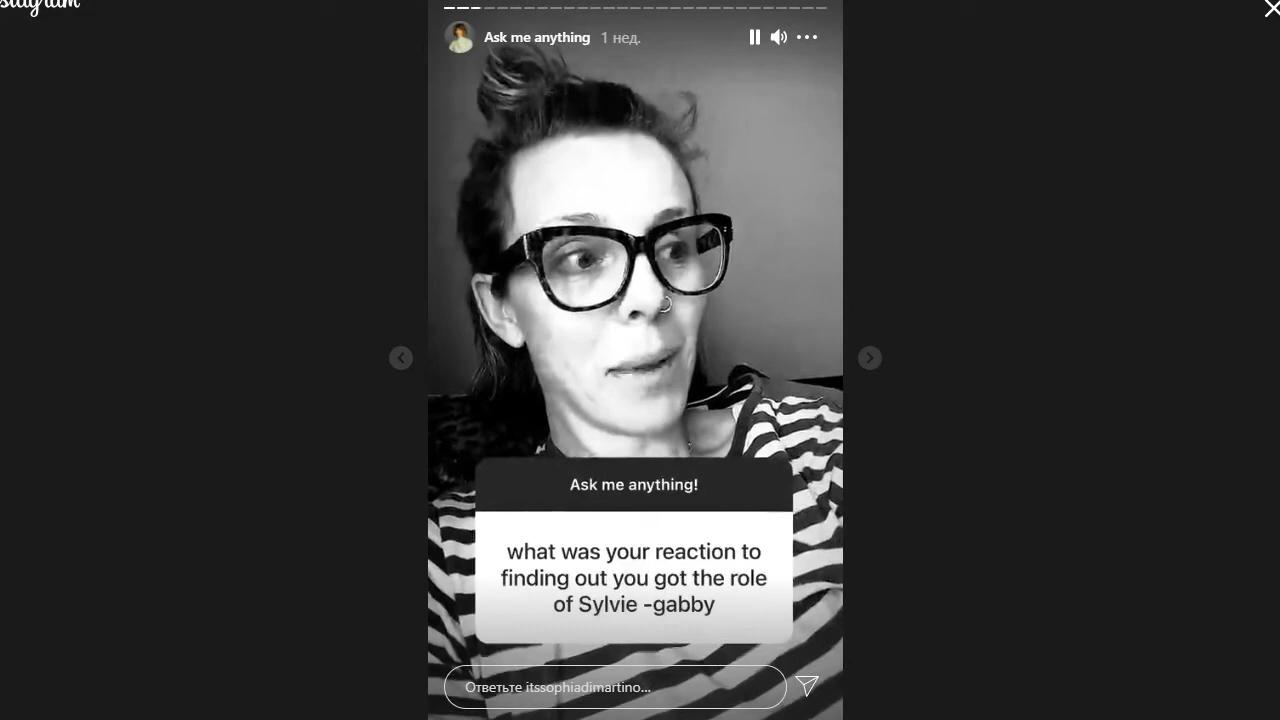 Ask me anything 1 нед.
Ask me anything!
what was your reaction to
finding out you got the role
of Sylvie -gabby
Ответьте itssophiadimartino...